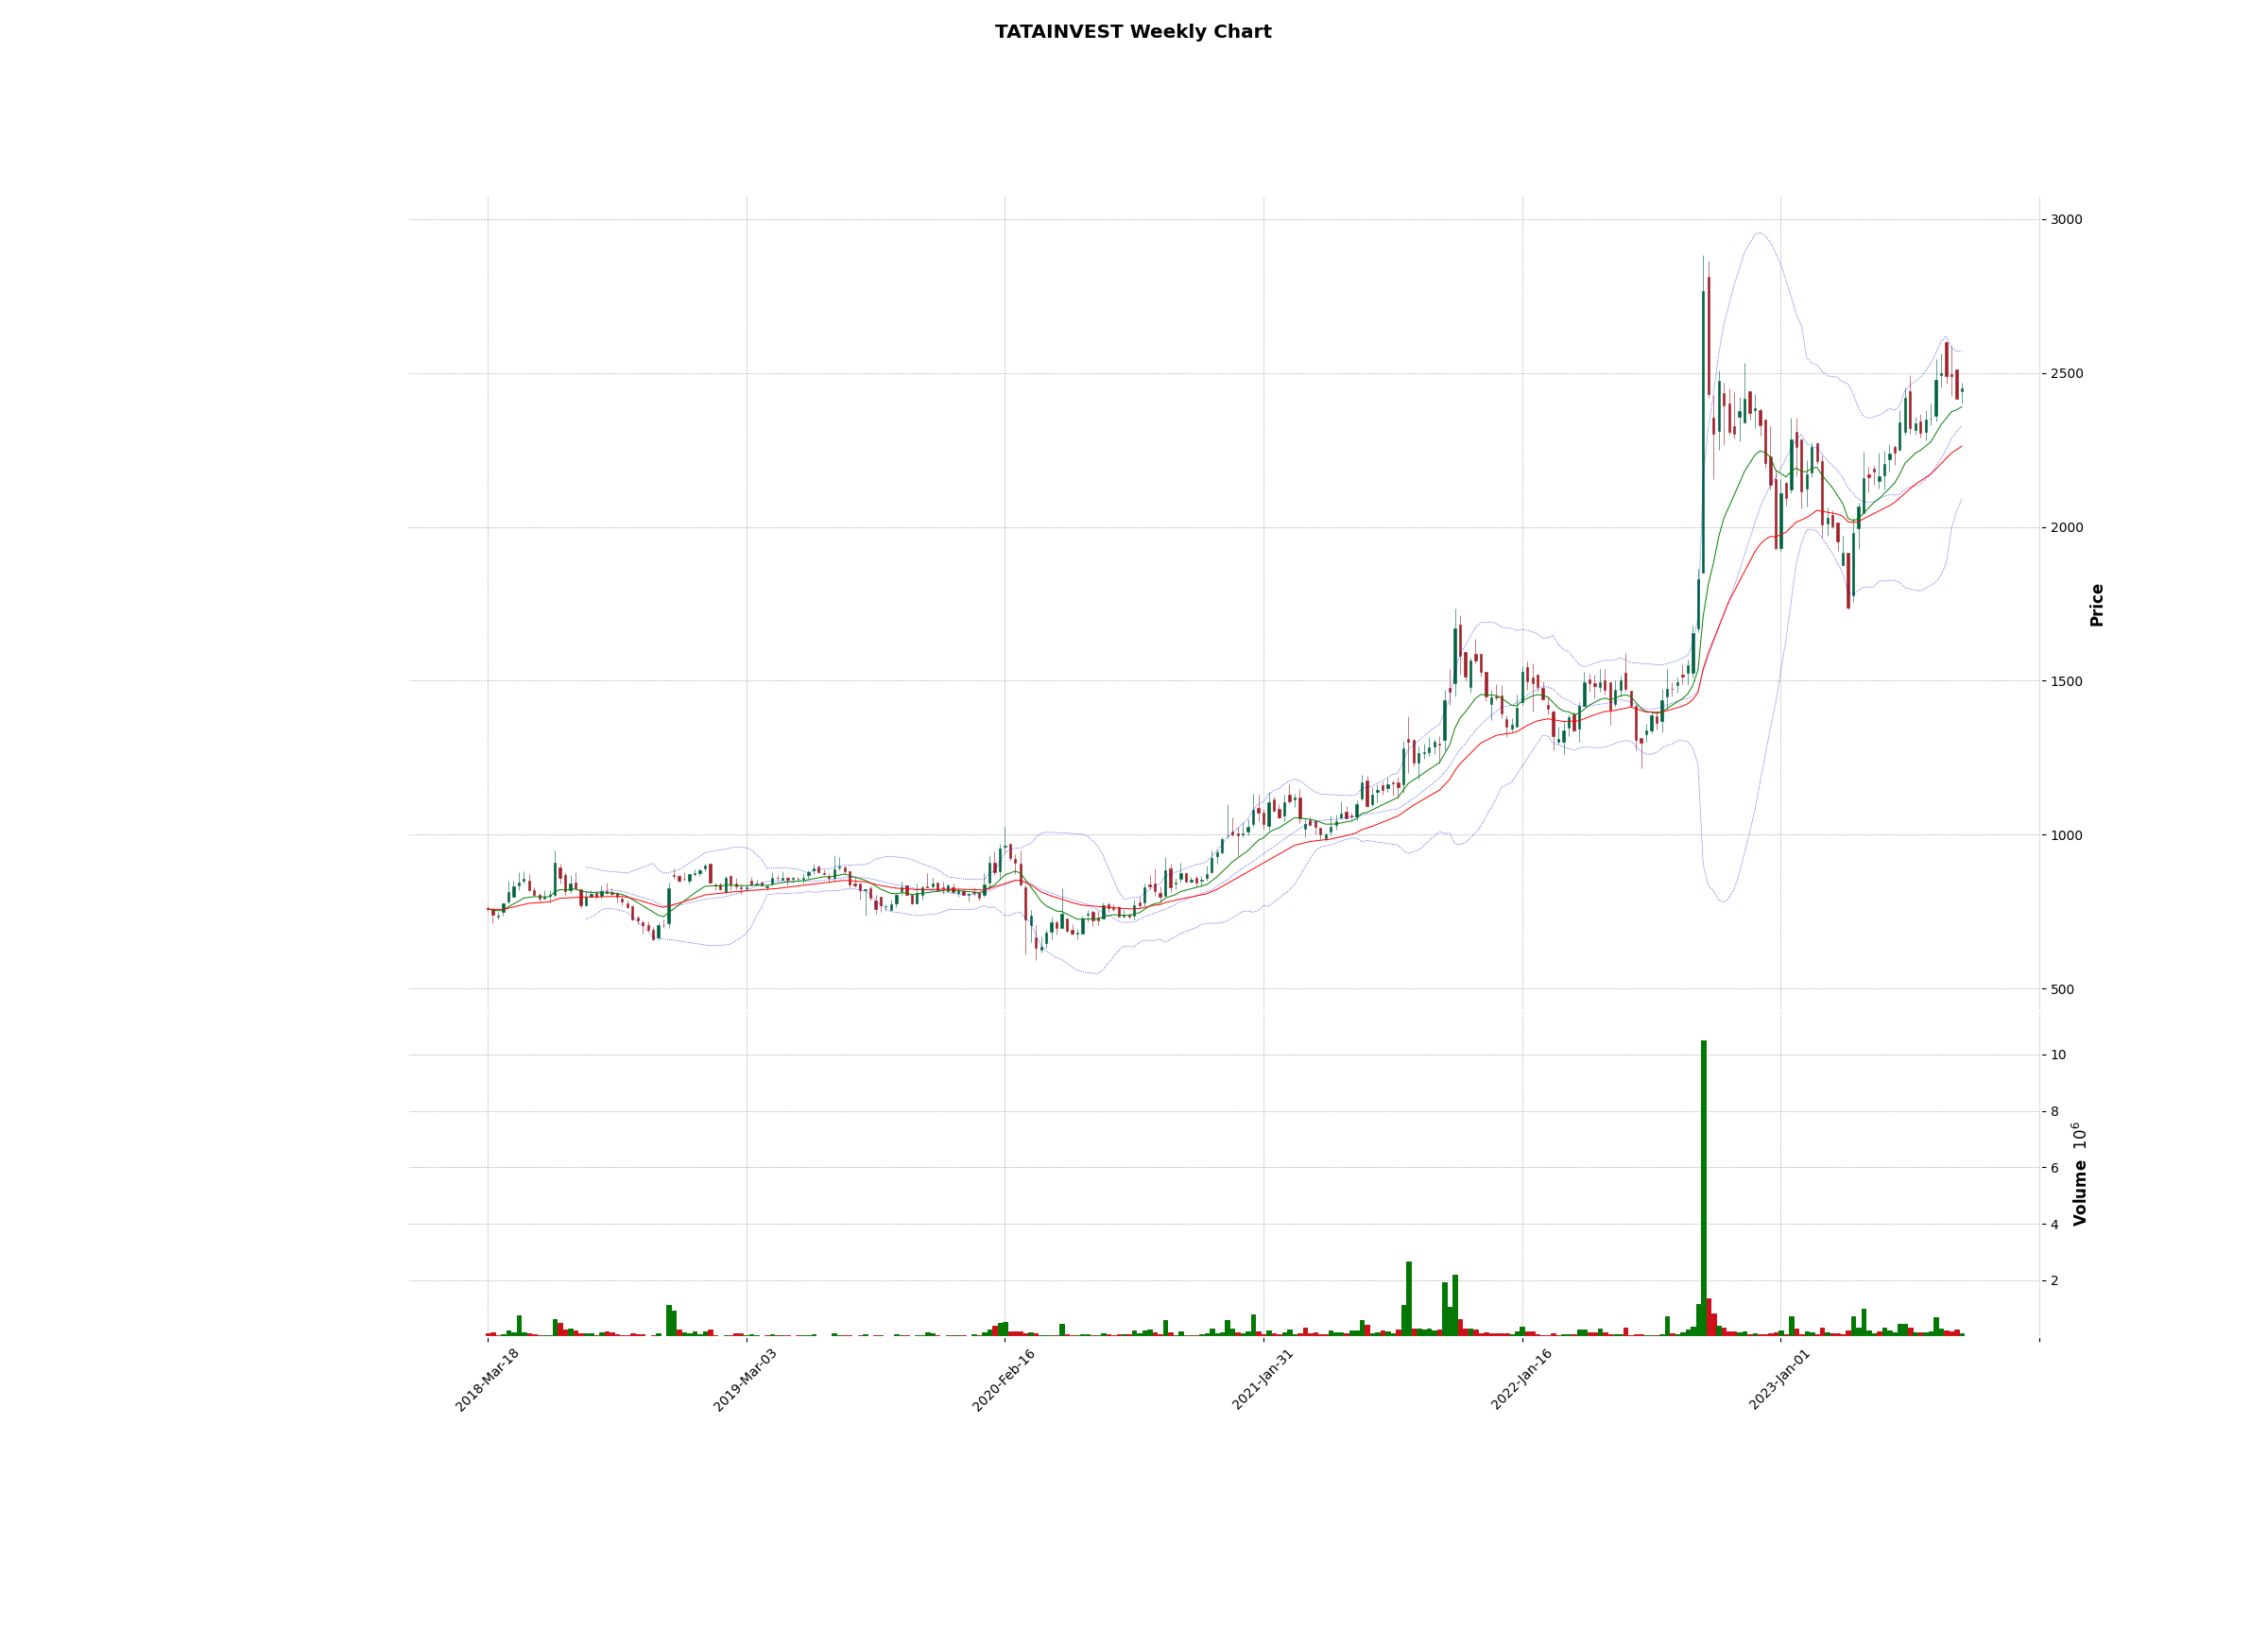 TATAINVEST Weekly Chart
3000
2500
2000
1500
1000
500
Price
10
8
6
4
2
Volume 10^6
2018-Mar-18
2019-Mar-03
2020-Feb-16
2021-Jan-31
2022-Jan-16
2023-Jan-01